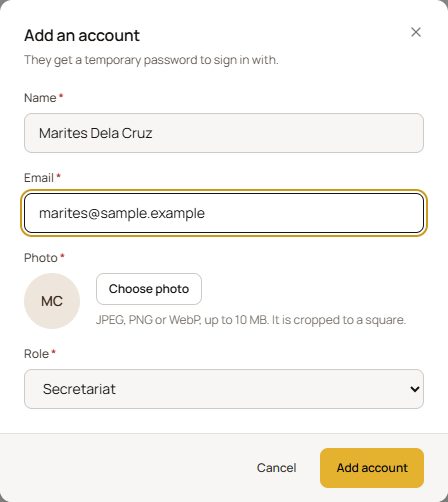 Add an account
They get a temporary password to sign in with.
Name *
Marites Dela Cruz
Email *
marites@sample.example
Photo *
MC
Choose photo
JPEG, PNG or WebP, up to 10 MB. It is cropped to a square.
Role *
Secretariat
Cancel
Add account